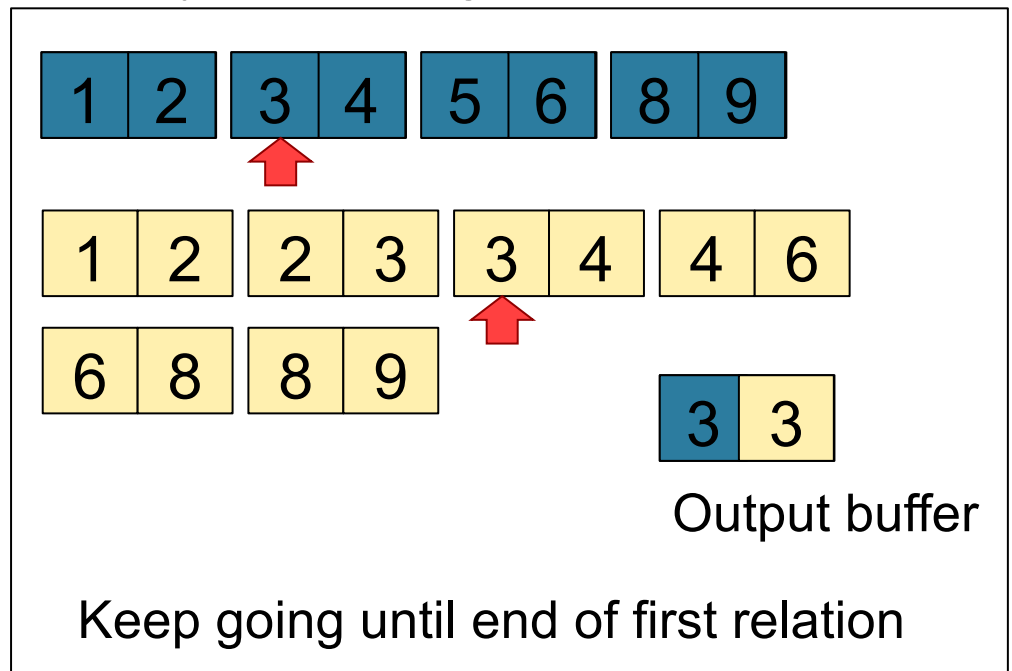 1 2 3 4 5 6 8 9
1 2 2 3 3 4 4 6
6 8 8 9
3 3
Output buffer
Keep going until end of first relation